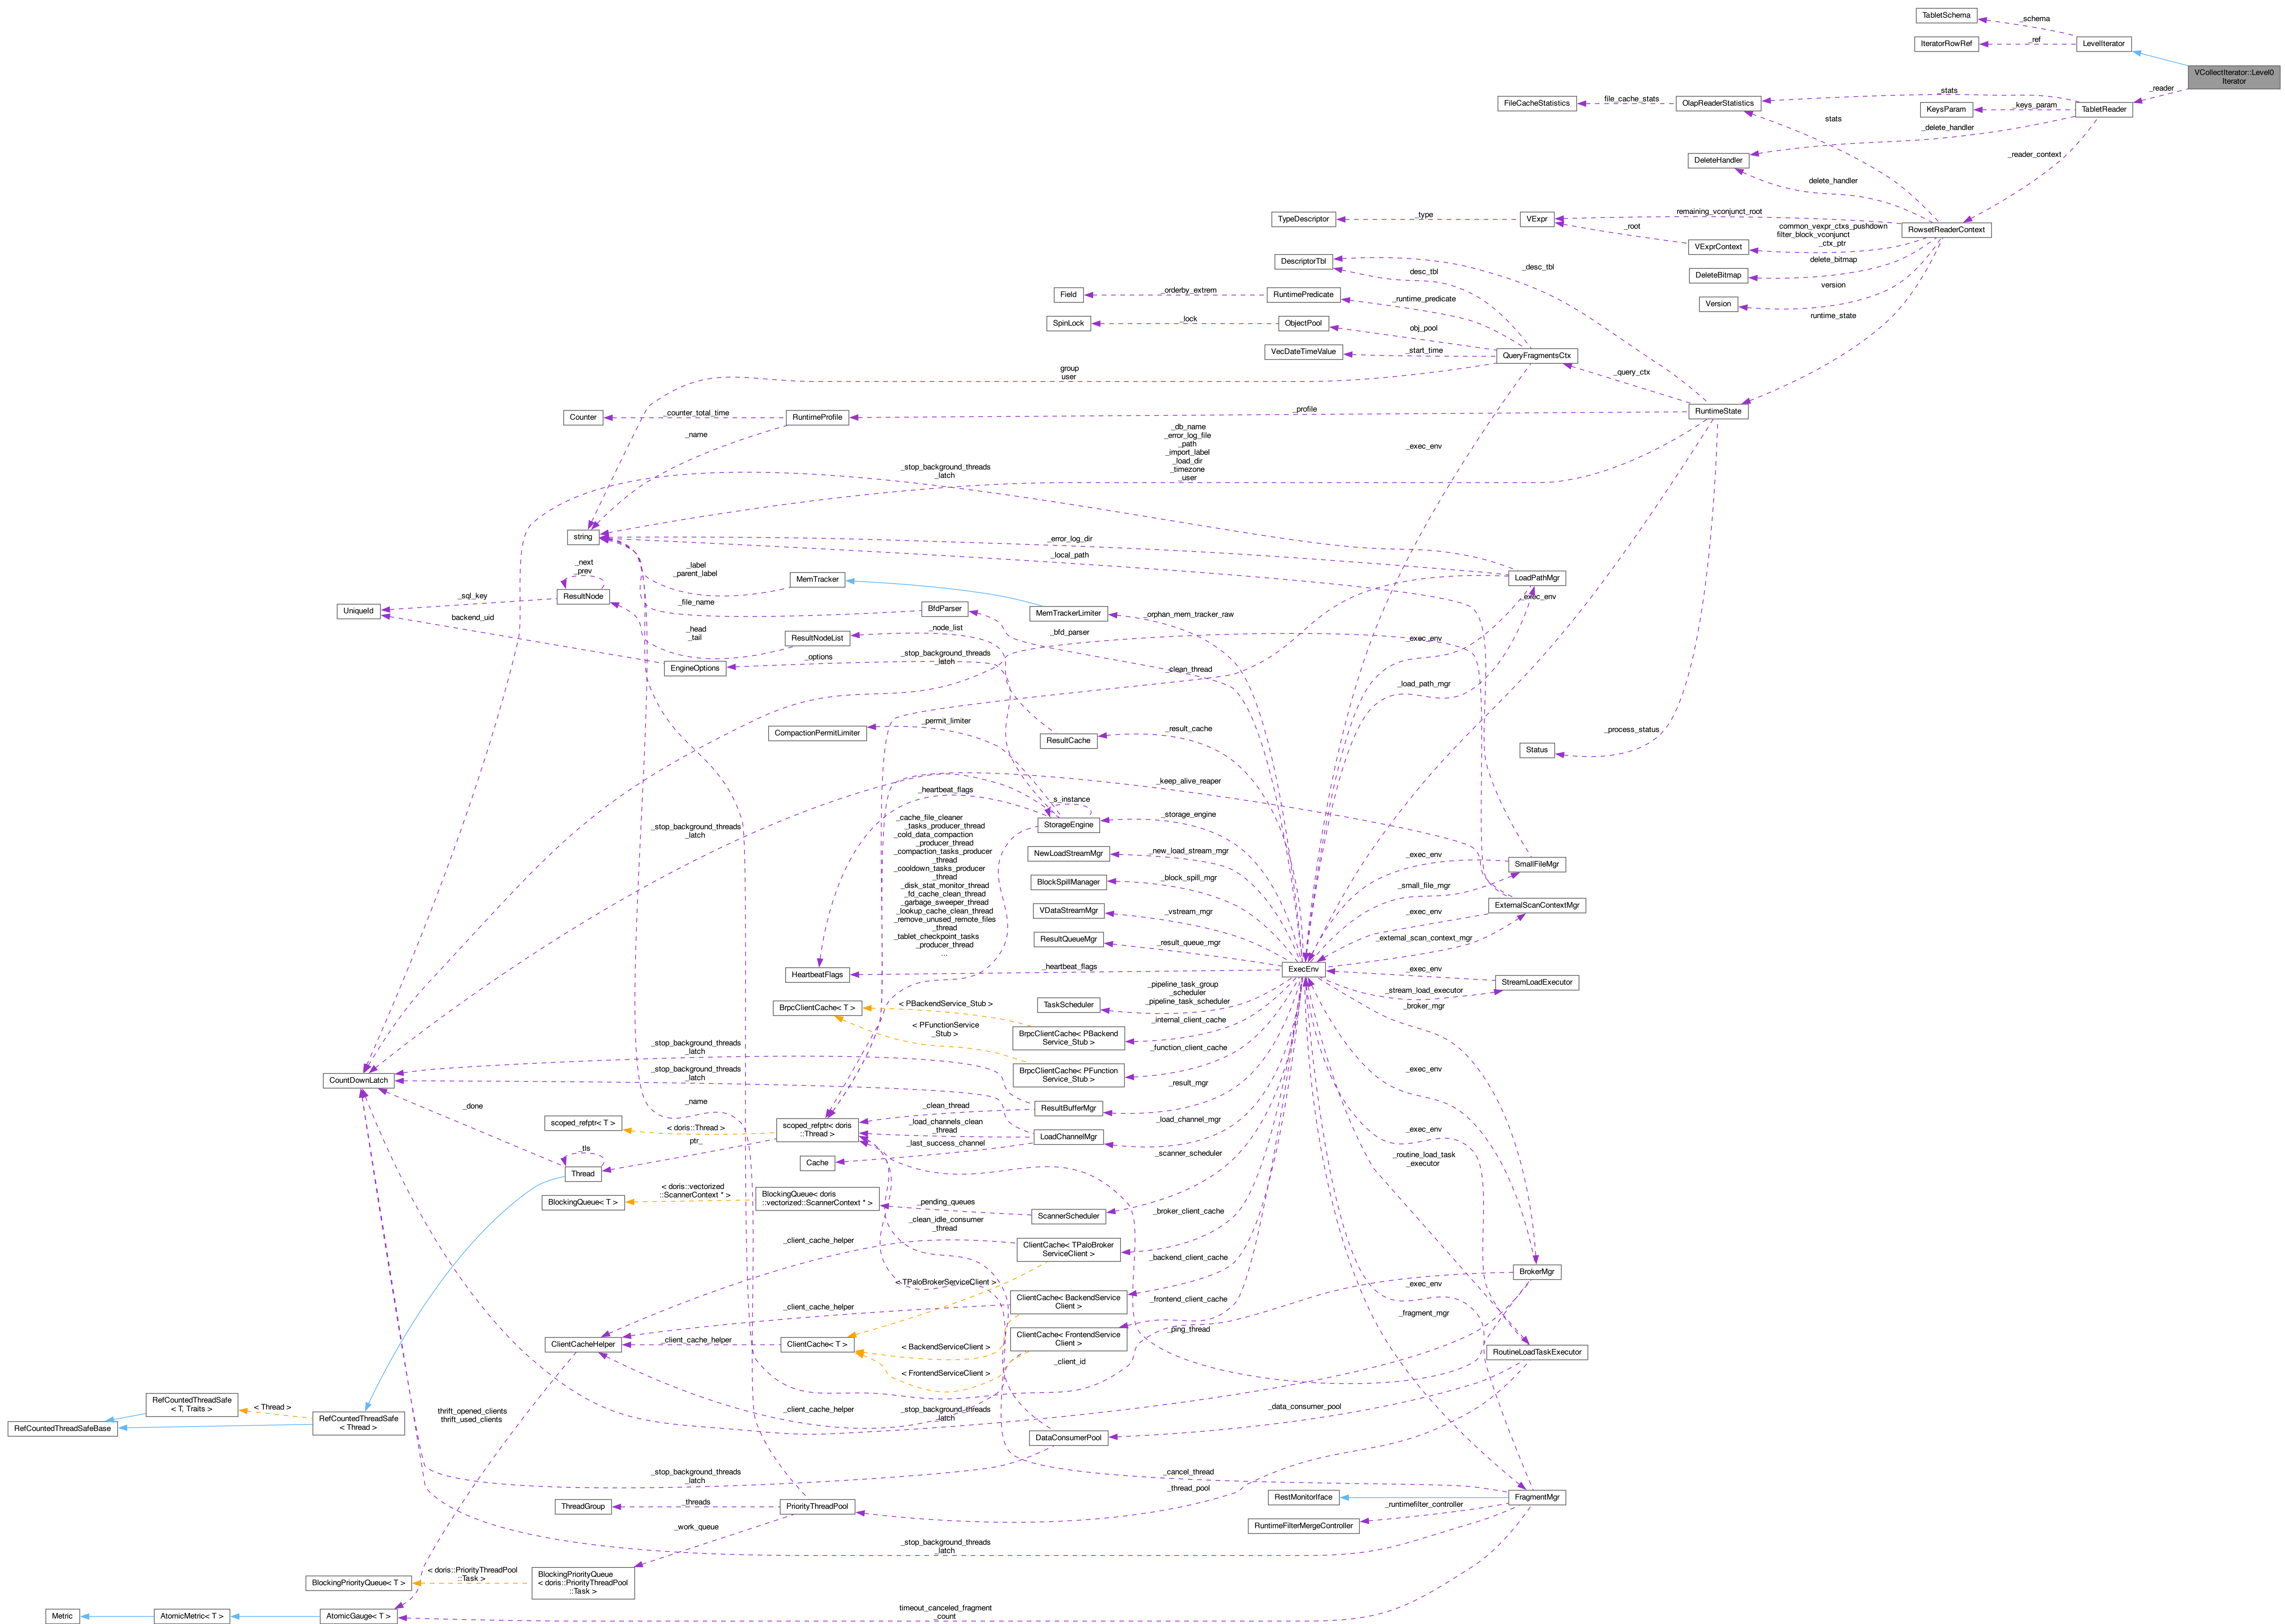 TabletSchema
_schema
IteratorRowRef
_ref
LevelIterator
VCollectIterator::Level0
Iterator
FileCacheStatistics
file_cache_stats
OlapReaderStatistics
_stats
KeysParam
_keys_param
TabletReader
_reader
stats
_delete_handler
DeleteHandler
_reader_context
delete_handler
TypeDescriptor
_type
VExpr
remaining_vconjunct_root
_root
common_vexpr_ctxs_pushdown
filter_block_vconjunct
_ctx_ptr
RowsetReaderContext
VExprContext
DescriptorTbl
_desc_tbl
desc_tbl
delete_bitmap
DeleteBitmap
version
Version
Field
_orderby_extrem
RuntimePredicate
_runtime_predicate
runtime_state
SpinLock
_lock
ObjectPool
obj_pool
VecDateTimeValue
_start_time
QueryFragmentsCtx
group
user
_query_ctx
Counter
_counter_total_time
RuntimeProfile
_profile
RuntimeState
_name
_db_name
_error_log_file
_path
_import_label
_load_dir
_timezone
_user
_exec_env
_stop_background_threads
_latch
string
_error_log_dir
_local_path
_next
_prev
_label
_parent_label
MemTracker
LoadPathMgr
_sql_key
ResultNode
UniqueId
_file_name
BfdParser
MemTrackerLimiter
_orphan_mem_tracker_raw
_exec_env
backend_uid
_head
_tail
ResultNodeList
_node_list
_bfd_parser
_exec_env
EngineOptions
_options
_stop_background_threads
_latch
_clean_thread
_load_path_mgr
CompactionPermitLimiter
_permit_limiter
ResultCache
_result_cache
Status
_process_status
_keep_alive_reaper
_heartbeat_flags
_s_instance
StorageEngine
_storage_engine
_cache_file_cleaner
_tasks_producer_thread
_cold_data_compaction
_producer_thread
_compaction_tasks_producer
_thread
_cooldown_tasks_producer
_thread
_disk_stat_monitor_thread
_fd_cache_clean_thread
_garbage_sweeper_thread
_lookup_cache_clean_thread
_remove_unused_remote_files
_thread
_tablet_checkpoint_tasks
_producer_thread
...
_stop_background_threads
_latch
NewLoadStreamMgr
_new_load_stream_mgr
_exec_env
SmallFileMgr
BlockSpillManager
_block_spill_mgr
_small_file_mgr
VDataStreamMgr
_vstream_mgr
_exec_env
ExternalScanContextMgr
ResultQueueMgr
_result_queue_mgr
_external_scan_context_mgr
HeartbeatFlags
_heartbeat_flags
ExecEnv
_exec_env
StreamLoadExecutor
_stream_load_executor
_broker_mgr
BrpcClientCache< T >
< PBackendService_Stub >
TaskScheduler
_pipeline_task_group
_scheduler
_pipeline_task_scheduler
< PFunctionService
_Stub >
BrpcClientCache< PBackend
Service_Stub >
_internal_client_cache
_function_client_cache
BrpcClientCache< PFunction
Service_Stub >
_exec_env
_stop_background_threads
_latch
CountDownLatch
_stop_background_threads
_latch
_result_mgr
_done
_name
_clean_thread
ResultBufferMgr
scoped_refptr< T >
< doris::Thread >
scoped_refptr< doris
::Thread >
_load_channels_clean
_thread
LoadChannelMgr
_load_channel_mgr
_exec_env
ptr_
_last_success_channel
_tls
Cache
_scanner_scheduler
_routine_load_task
_executor
Thread
BlockingQueue< T >
< doris::vectorized
::ScannerContext * >
BlockingQueue< doris
::vectorized::ScannerContext * >
_pending_queues
ScannerScheduler
_broker_client_cache
_clean_idle_consumer
_thread
_client_cache_helper
ClientCache< TPaloBroker
ServiceClient >
_backend_client_cache
BrokerMgr
< TPaloBrokerServiceClient >
_exec_env
_client_cache_helper
ClientCache< BackendService
Client >
_frontend_client_cache
_fragment_mgr
ClientCacheHelper
_client_cache_helper
ClientCache< T >
ClientCache< FrontendService
Client >
_ping_thread
< BackendServiceClient >
RoutineLoadTaskExecutor
_client_id
< FrontendServiceClient >
RefCountedThreadSafe
< T, Traits >
< Thread >
RefCountedThreadSafe
< Thread >
RefCountedThreadSafeBase
thrift_opened_clients
thrift_used_clients
_client_cache_helper
_stop_background_threads
_latch
_data_consumer_pool
DataConsumerPool
_stop_background_threads
_latch
_cancel_thread
_thread_pool
ThreadGroup
_threads
PriorityThreadPool
RestMonitorIface
FragmentMgr
_runtimefilter_controller
RuntimeFilterMergeController
_work_queue
_stop_background_threads
_latch
BlockingPriorityQueue< T >
< doris::PriorityThreadPool
::Task >
BlockingPriorityQueue
< doris::PriorityThreadPool
::Task >
Metric
AtomicMetric< T >
AtomicGauge< T >
timeout_canceled_fragment
_count